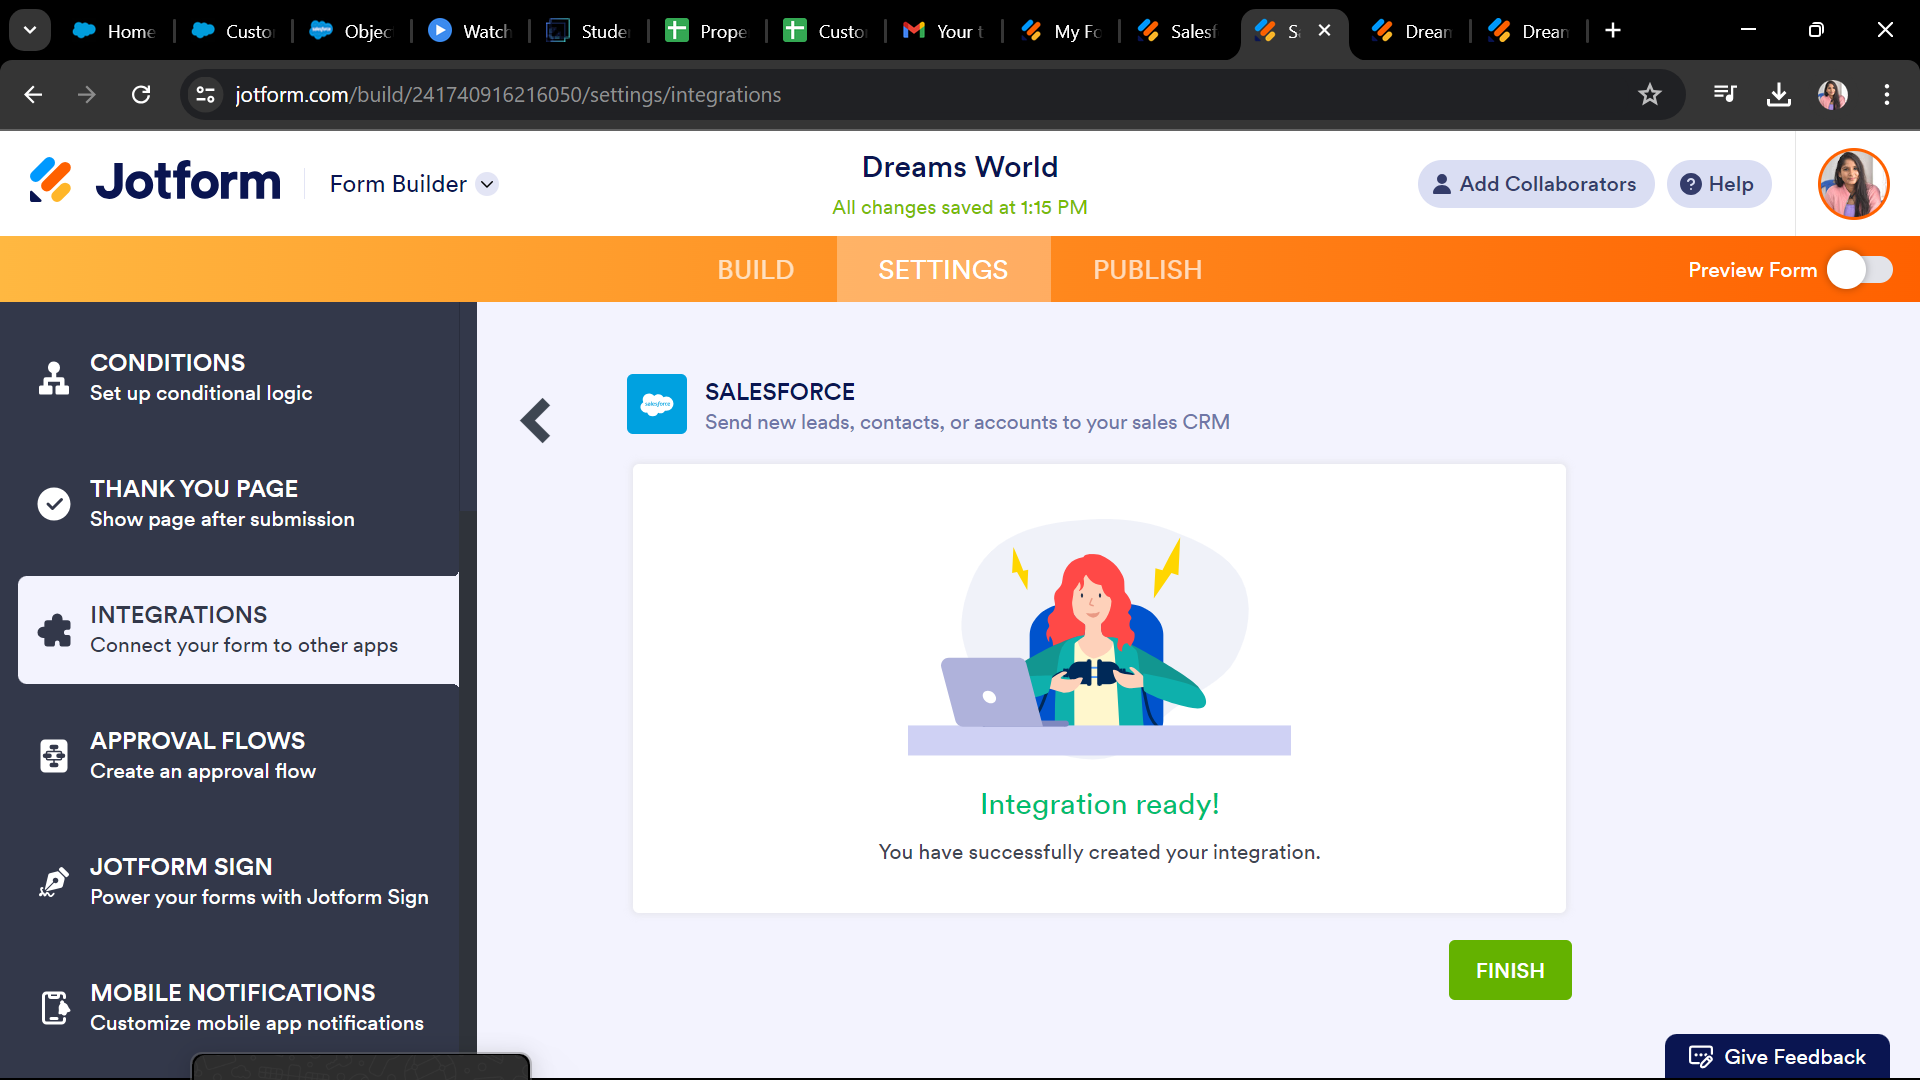 Home
Custo
Objec
Watch
Stude
Prope
Custo
Your t
My Fo
Salesf
Sa
Drean
Drean
jotform.com/build/241740916216050/settings/integrations
Jotform
Form Builder
Dreams World
All changes saved at 1:15 PM
Add Collaborators
Help
BUILD
SETTINGS
PUBLISH
Preview Form
CONDITIONS
Set up conditional logic
THANK YOU PAGE
Show page after submission
INTEGRATIONS
Connect your form to other apps
APPROVAL FLOWS
Create an approval flow
JOTFORM SIGN
Power your forms with Jotform Sign
MOBILE NOTIFICATIONS
Customize mobile app notifications
salesforce
SALESFORCE
Send new leads, contacts, or accounts to your sales CRM
Integration ready!
You have successfully created your integration.
FINISH
Give Feedback